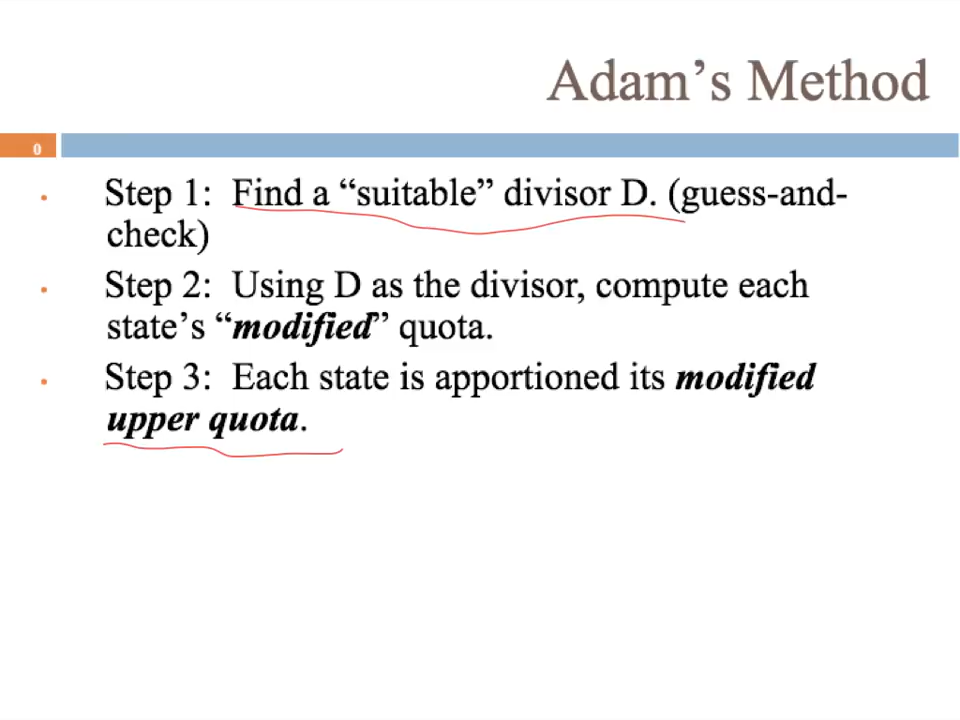 Adam’s Method
0
• Step 1: Find a “suitable” divisor D. (guess-and-
check)
• Step 2: Using D as the divisor, compute each
state’s “modified” quota.
• Step 3: Each state is apportioned its modified
upper quota.